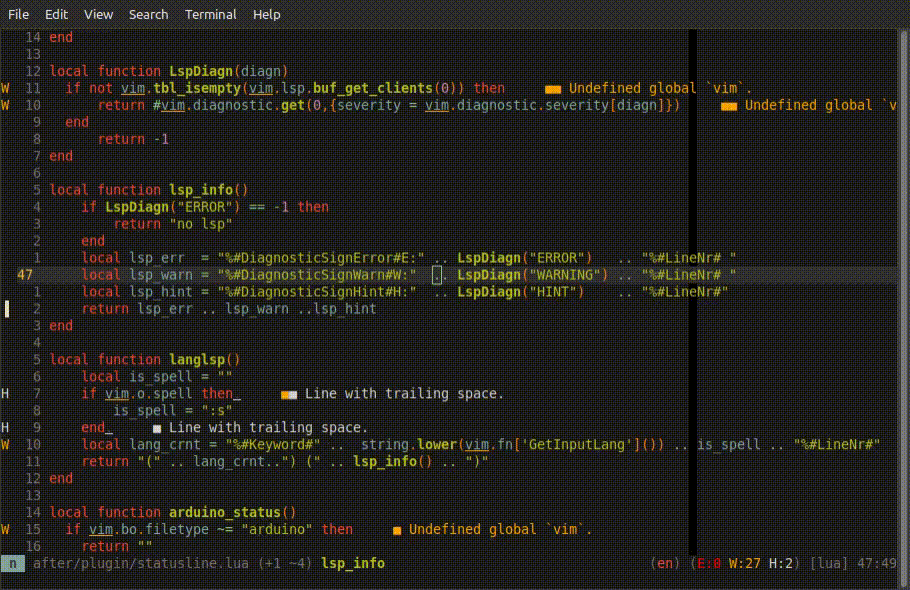 File Edit View Search Terminal Help
14 end
13
12 local function LspDiagn(diagn)
W 11 if not vim.tbl_isempty(vim.lsp.buf_get_clients(0)) then ■■ Undefined global `vim`.
W 10 return #vim.diagnostic.get(0,{severity = vim.diagnostic.severity[diagn]}) ■■ Undefined global `v
9 end
8 return -1
7 end
6
5 local function lsp_info()
4 if LspDiagn("ERROR") == -1 then
3 return "no lsp"
2 end
1 local lsp_err = "%#DiagnosticSignError#E:" .. LspDiagn("ERROR") .. "%#LineNr# "
47 local lsp_warn = "%#DiagnosticSignWarn#W:" .. LspDiagn("WARNING") .. "%#LineNr# "
1 local lsp_hint = "%#DiagnosticSignHint#H:" .. LspDiagn("HINT") .. "%#LineNr#"
2 return lsp_err .. lsp_warn ..lsp_hint
3 end
4
5 local function langlsp()
6 local is_spell = ""
H 7 if vim.o.spell then_ ■■ Line with trailing space.
8 is_spell = ":s"
H 9 end_ ■ Line with trailing space.
W 10 local lang_crnt = "%#Keyword#" .. string.lower(vim.fn['GetInputLang']()) .. is_spell .. "%#LineNr#"
11 return "(" .. lang_crnt..") (" .. lsp_info() .. ")"
12 end
13
14 local function arduino_status()
W 15 if vim.bo.filetype ~= "arduino" then ■ Undefined global `vim`.
16 return ""
n after/plugin/statusline.lua (+1 ~4) lsp_info (en) (E:0 W:27 H:2) [lua] 47:49